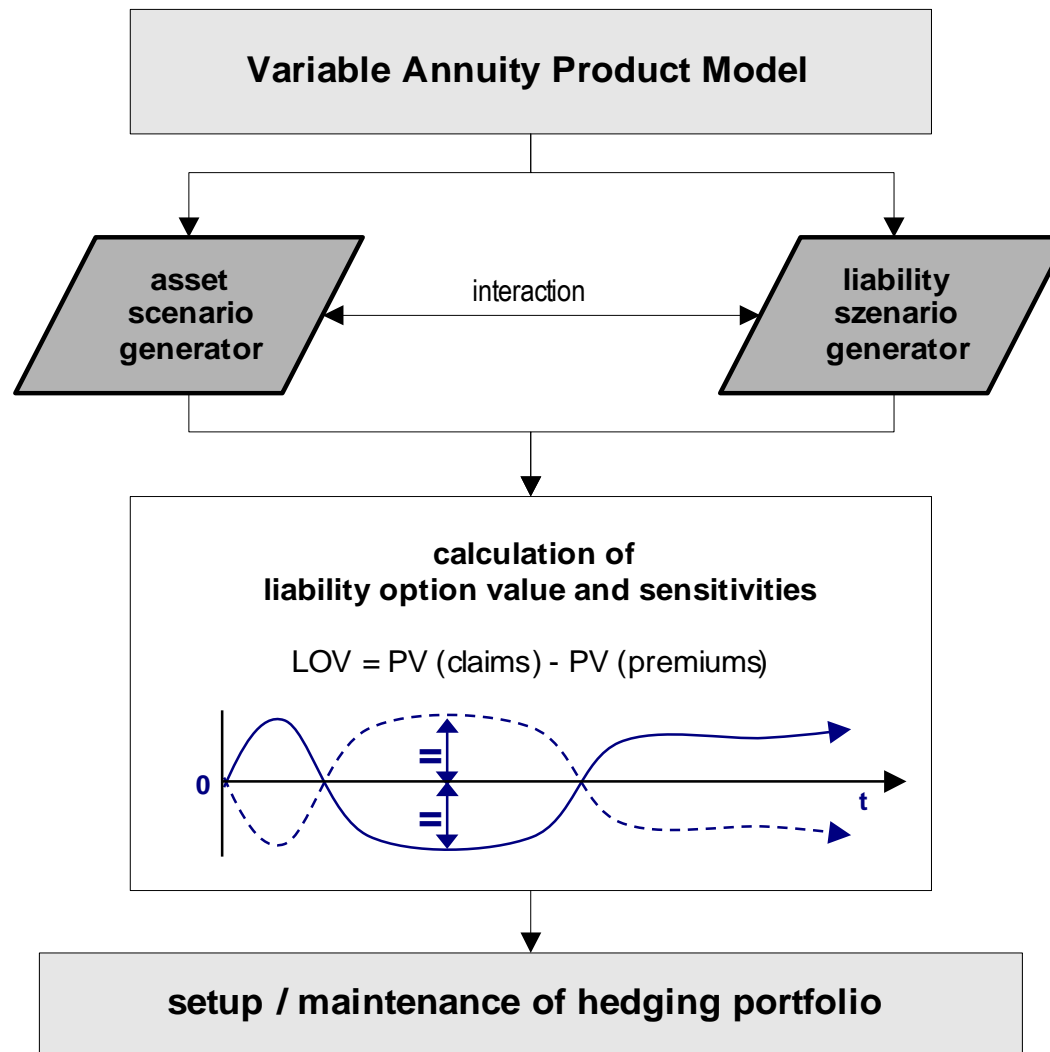 Variable Annuity Product Model
asset
scenario
generator
interaction
liability
szenario
generator
calculation of
liability option value and sensitivities
LOV = PV (claims) - PV (premiums)
=
=
0
t
setup / maintenance of hedging portfolio